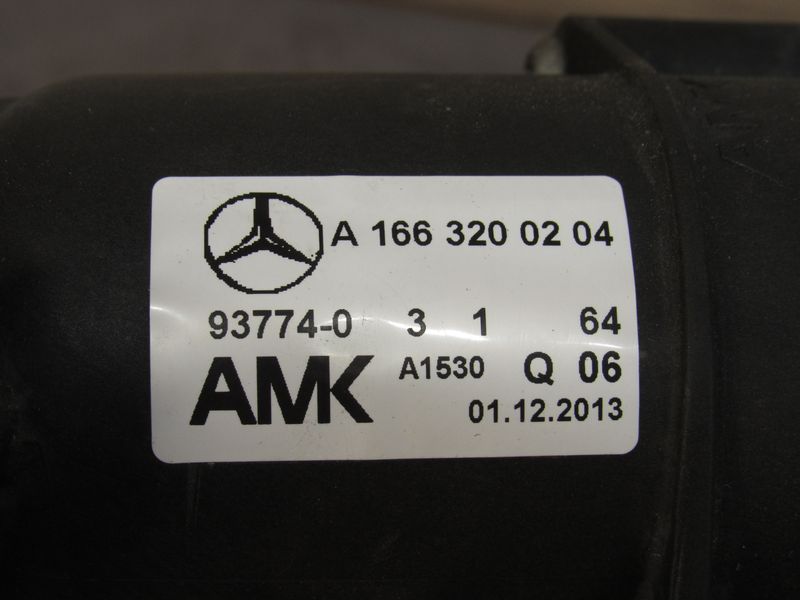 A 166 320 02 04
93774-0 3 1 64
AMK A1530 Q 06
01.12.2013